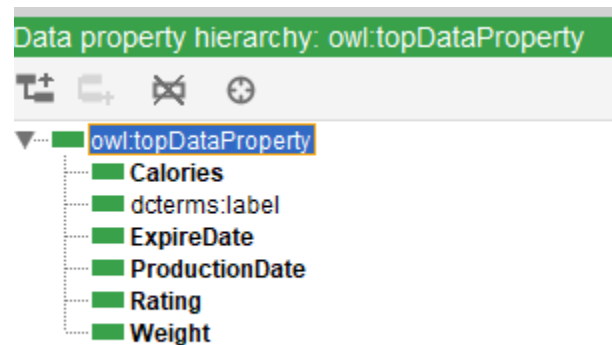 Data property hierarchy: owl:topDataProperty
owl:topDataProperty
Calories
dcterms:label
ExpireDate
ProductionDate
Rating
Weight